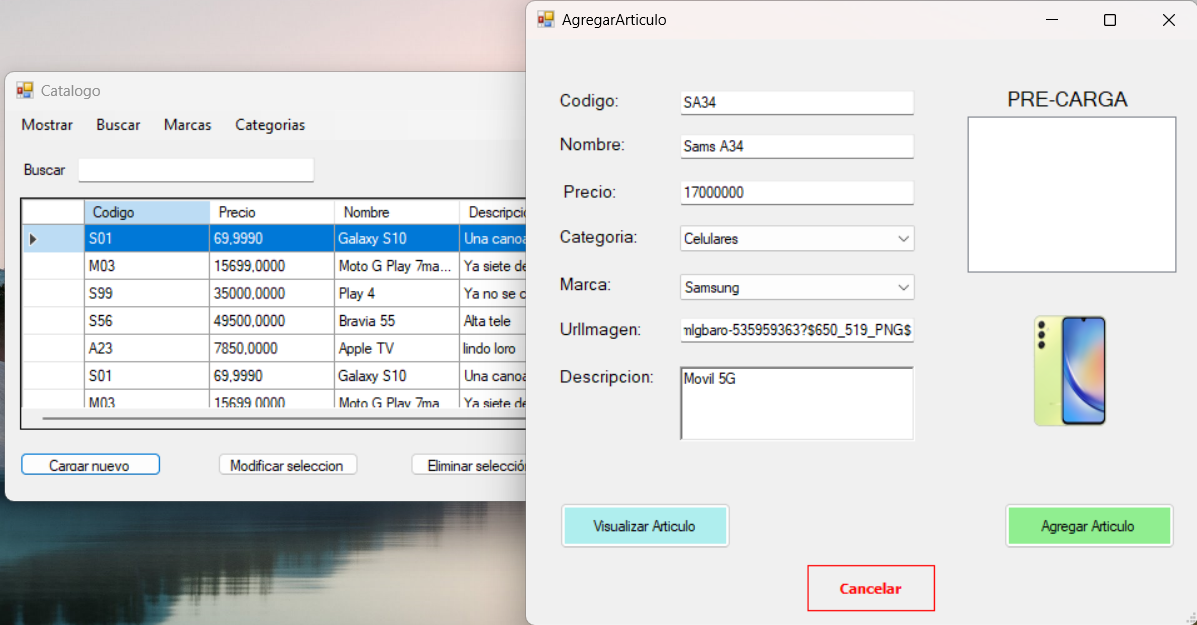 AgregarArticulo
Catalogo
Mostrar Buscar Marcas Categorias
Buscar
Codigo Precio Nombre Descripcio
S01 69,9990 Galaxy S10 Una canoa
M03 15699,0000 Moto G Play 7ma... Ya siete de
S99 35000,0000 Play 4 Ya no se c
S56 49500,0000 Bravia 55 Alta tele
A23 7850,0000 Apple TV lindo loro
S01 69,9990 Galaxy S10 Una canoa
M03 15699,0000 Moto G Play 7ma Ya siete de
Cargar nuevo Modificar seleccion Eliminar selección
Codigo: SA34
Nombre: Sams A34
Precio: 17000000
Categoria: Celulares
Marca: Samsung
UrlImagen: mlgbaro-535959363?$650_519_PNG$
Descripcion: Movil 5G
PRE-CARGA
Visualizar Articulo
Agregar Articulo
Cancelar